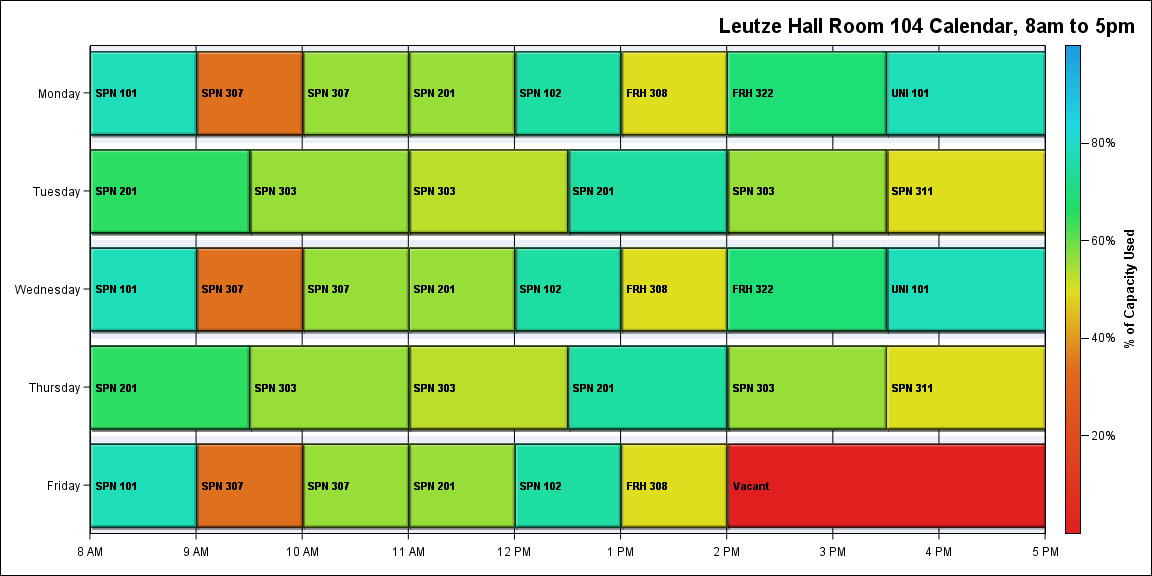 Leutze Hall Room 104 Calendar, 8am to 5pm
Monday
SPN 101
SPN 307
SPN 307
SPN 201
SPN 102
FRH 308
FRH 322
UNI 101
Tuesday
SPN 201
SPN 303
SPN 303
SPN 201
SPN 303
SPN 311
Wednesday
SPN 101
SPN 307
SPN 307
SPN 201
SPN 102
FRH 308
FRH 322
UNI 101
Thursday
SPN 201
SPN 303
SPN 303
SPN 201
SPN 303
SPN 311
Friday
SPN 101
SPN 307
SPN 307
SPN 201
SPN 102
FRH 308
Vacant
8 AM
9 AM
10 AM
11 AM
12 PM
1 PM
2 PM
3 PM
4 PM
5 PM
80%
60%
40%
20%
% of Capacity Used